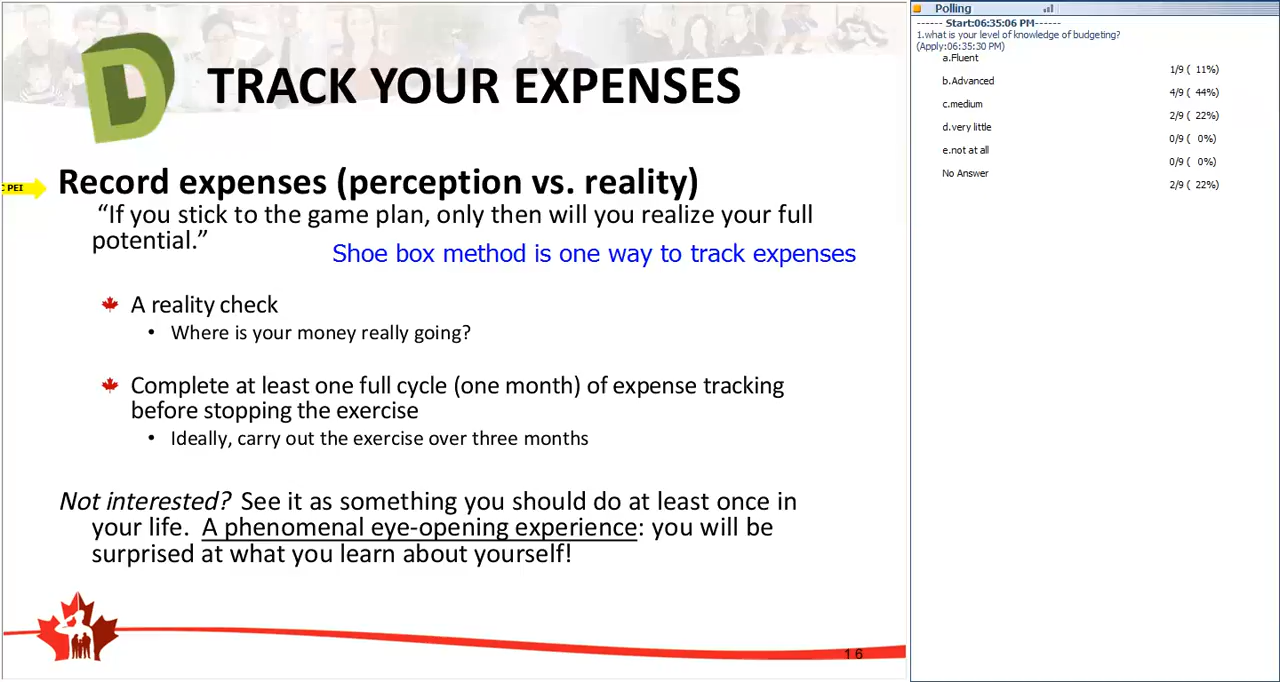 D
TRACK YOUR EXPENSES
C PEI
Record expenses (perception vs. reality)
“If you stick to the game plan, only then will you realize your full
potential.”
Shoe box method is one way to track expenses
A reality check
• Where is your money really going?
Complete at least one full cycle (one month) of expense tracking
before stopping the exercise
• Ideally, carry out the exercise over three months
Not interested? See it as something you should do at least once in
your life. A phenomenal eye-opening experience: you will be
surprised at what you learn about yourself!
16
Polling
------ Start:06:35:06 PM------
1.what is your level of knowledge of budgeting?
(Apply:06:35:30 PM)
a.Fluent
1/9 ( 11%)
b.Advanced
4/9 ( 44%)
c.medium
2/9 ( 22%)
d.very little
0/9 ( 0%)
e.not at all
0/9 ( 0%)
No Answer
2/9 ( 22%)